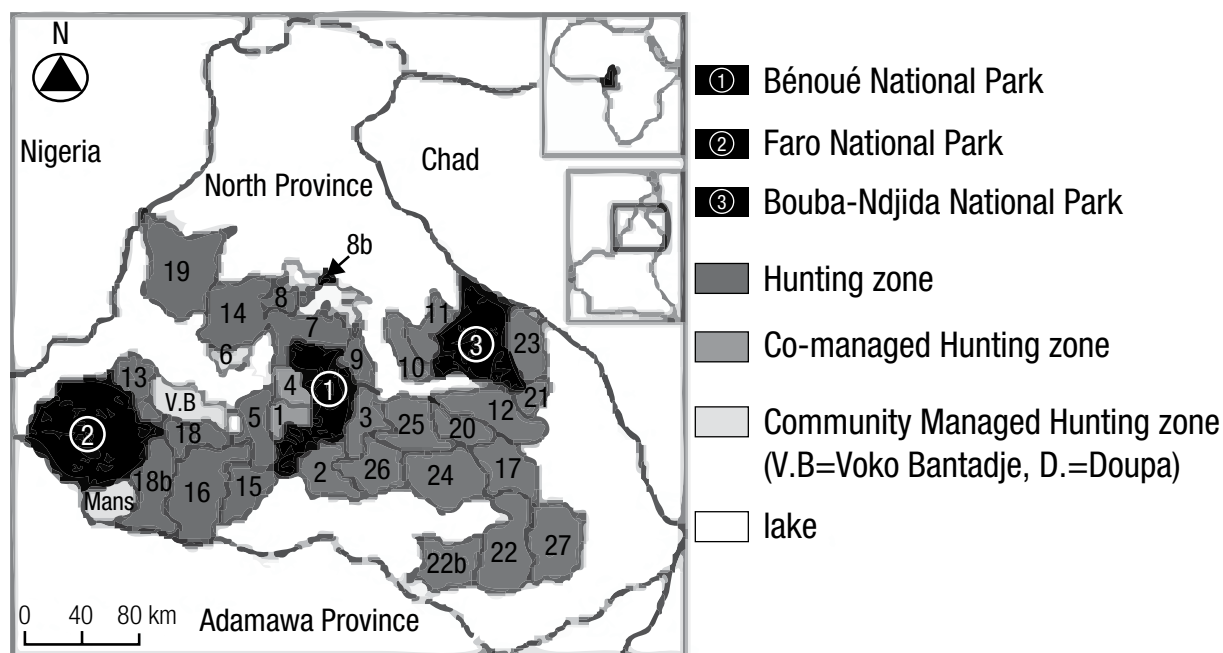 N
Nigeria
Chad
North Province
8b
19
14
8
7
6
11
10
3
23
9
4
1
13
V.B
2
18
5
1
3
25
20
12
21
Mans
18b
16
15
2
26
24
17
22b
22
27
0 40 80 km
Adamawa Province
1 Bénoué National Park
2 Faro National Park
3 Bouba-Ndjida National Park
Hunting zone
Co-managed Hunting zone
Community Managed Hunting zone
(V.B=Voko Bantadje, D.=Doupa)
lake